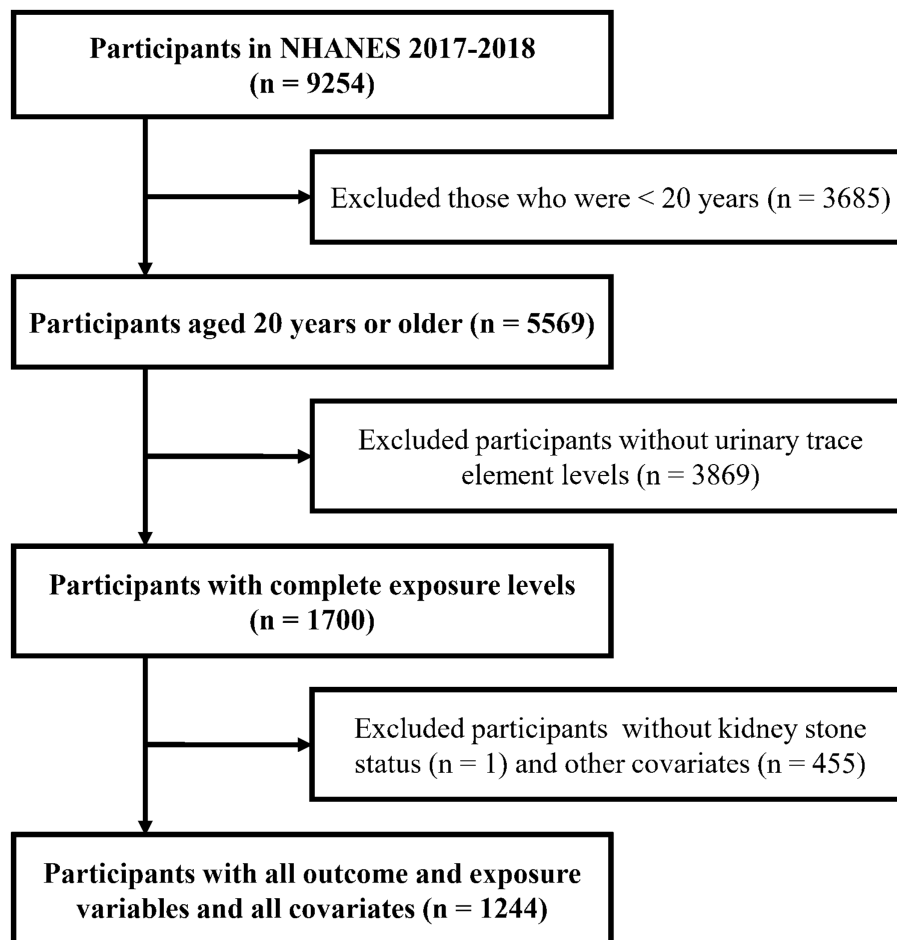 Participants in NHANES 2017-2018
(n = 9254)
Excluded those who were < 20 years (n = 3685)
Participants aged 20 years or older (n = 5569)
Excluded participants without urinary trace
element levels (n = 3869)
Participants with complete exposure levels
(n = 1700)
Excluded participants  without kidney stone
status (n = 1) and other covariates (n = 455)
Participants with all outcome and exposure
variables and all covariates (n = 1244)